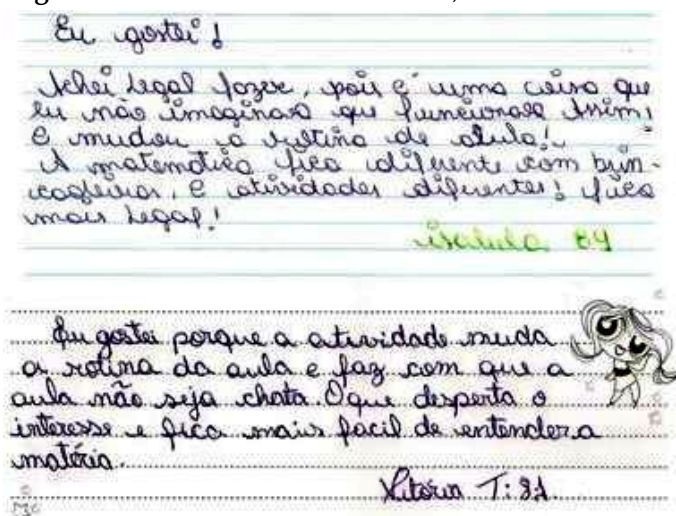 Eu gostei!
Achei legal fazer, pois é uma coisa que
eu não imaginava que funcionasse assim!
E mudou a rotina de aula!
A matemática fica diferente com brin-
cadeiras, e atividades diferentes! fica
mais legal!
84
Eu gostei porque a atividade muda
a rotina da aula e faz com que a
aula não seja chata. O que desperta o
interesse e fica mais facil de entender a
matéria.
Vitória T: 81